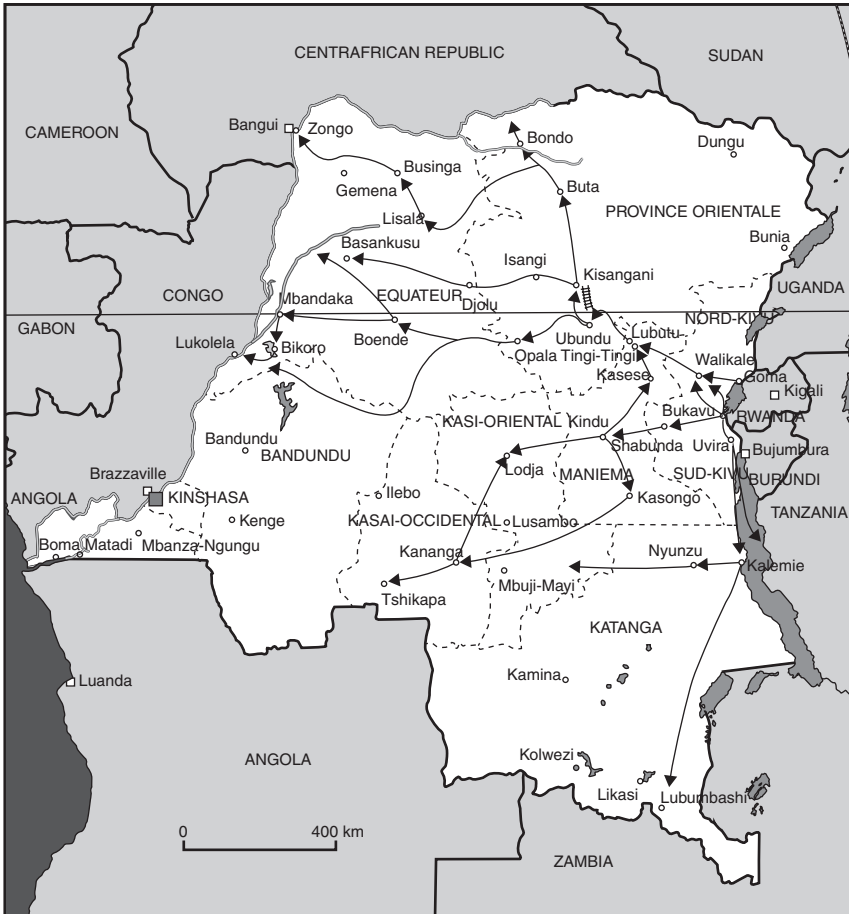 CENTRAFRICAN REPUBLIC
SUDAN
CAMEROON
Bangui
Zongo
Bondo
Dungu
Businga
Gemena
Buta
PROVINCE ORIENTALE
Lisala
Bunia
Basankusu
Isangi
Kisangani
UGANDA
CONGO
Mbandaka
EQUATEUR
Djolu
NORD-KIVU
GABON
Lukolela
Bikoro
Boende
Ubundu
Lubutu
Opala
Tingi-Tingi
Walikale
Kasese
Goma
Kigali
KASI-ORIENTAL
Kindu
Bukavu
RWANDA
Bandundu
BANDUNDU
Shabunda
Uvira
Bujumbura
Lodja
MANIEMA
SUD-KIVU
BURUNDI
Brazzaville
KINSHASA
Ilebo
Kasongo
ANGOLA
TANZANIA
Kenge
KASAI-OCCIDENTAL
Lusambo
Boma
Matadi
Mbanza-Ngungu
Kananga
Nyunzu
Kalemie
Tshikapa
Mbuji-Mayi
KATANGA
Luanda
Kamina
ANGOLA
Kolwezi
Likasi
Lubumbashi
0
400 km
ZAMBIA